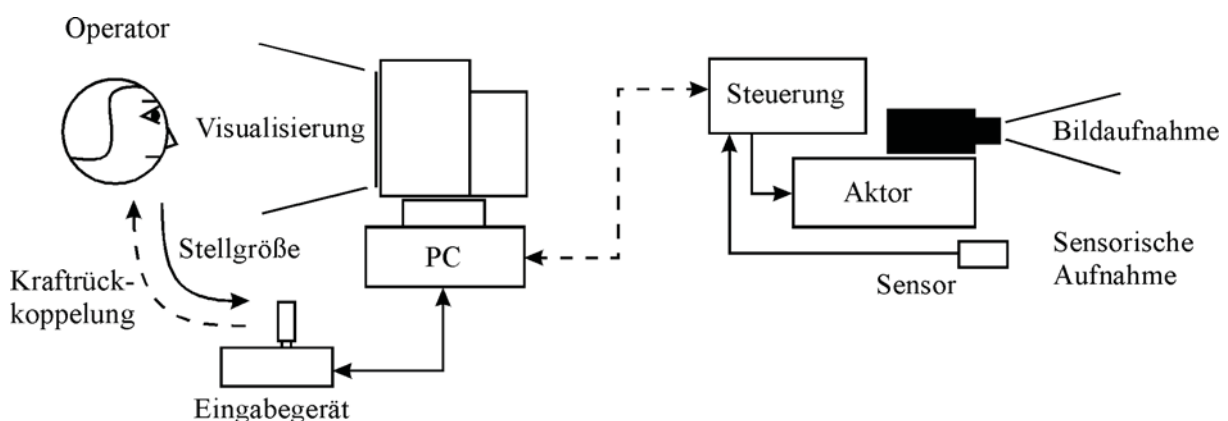 Operator
Visualisierung
Stellgröße
Kraftrück-
koppelung
PC
Eingabegerät
Steuerung
Aktor
Bildaufnahme
Sensor
Sensorische
Aufnahme